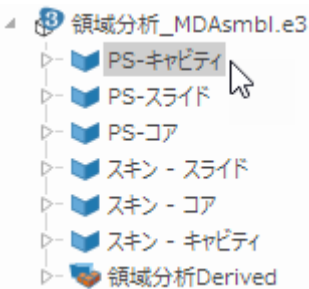 領域分析_MDAsmbl.e3
PS-キャビティ
PS-スライド
PS-コア
スキン - スライド
スキン - コア
スキン - キャビティ
領域分析Derived